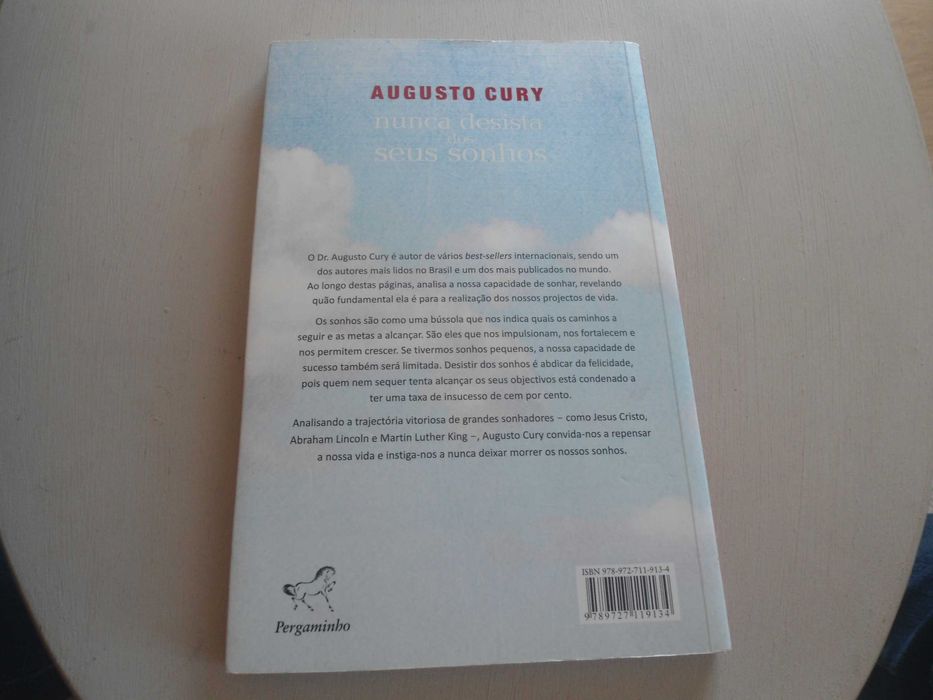 AUGUSTO CURY
nunca desista
dos
seus sonhos
O Dr. Augusto Cury é autor de vários best-sellers internacionais, sendo um
dos autores mais lidos no Brasil e um dos mais publicados no mundo.
Ao longo destas páginas, analisa a nossa capacidade de sonhar, revelando
quão fundamental ela é para a realização dos nossos projectos de vida.
Os sonhos são como uma bússola que nos indica quais os caminhos a
seguir e as metas a alcançar. São eles que nos impulsionam, nos fortalecem e
nos permitem crescer. Se tivermos sonhos pequenos, a nossa capacidade de
sucesso também será limitada. Desistir dos sonhos é abdicar da felicidade,
pois quem nem sequer tenta alcançar os seus objectivos está condenado a
ter uma taxa de insucesso de cem por cento.
Analisando a trajectória vitoriosa de grandes sonhadores – como Jesus Cristo,
Abraham Lincoln e Martin Luther King –, Augusto Cury convida-nos a repensar
a nossa vida e instiga-nos a nunca deixar morrer os nossos sonhos.
ISBN 978-972-711-913-4
9 789727 119134
Pergaminho